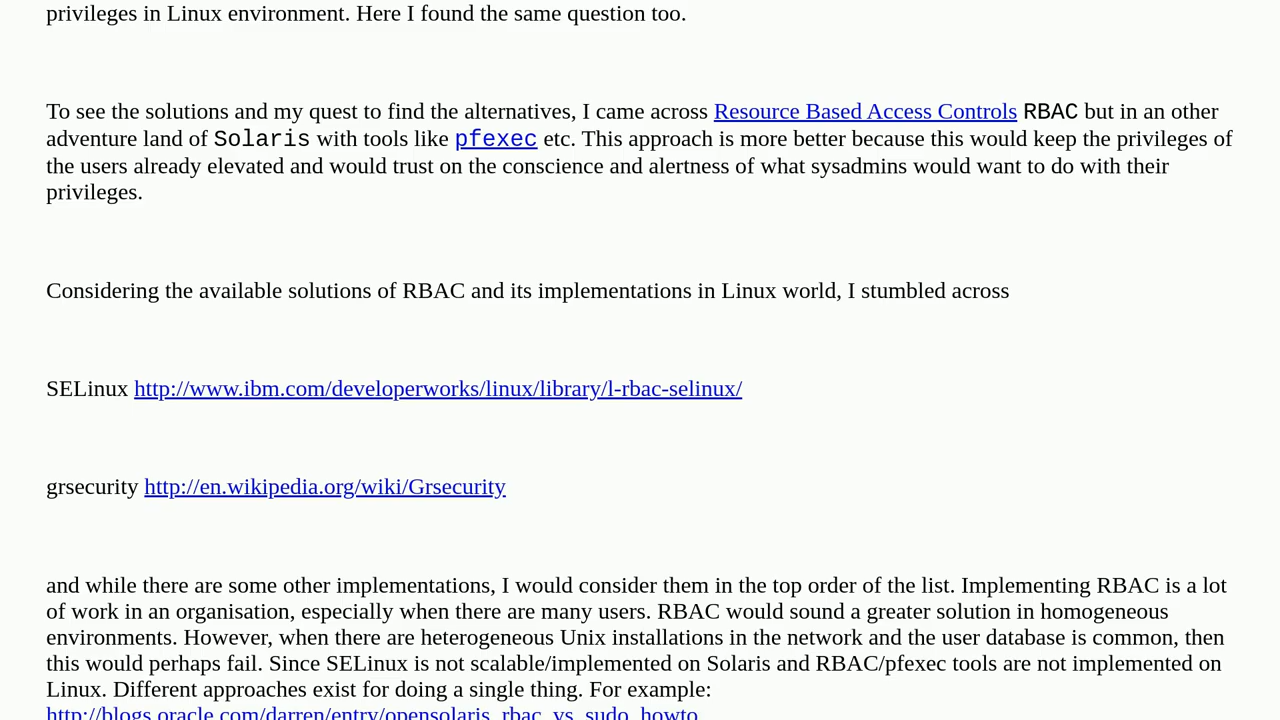 privileges in Linux environment. Here I found the same question too.
To see the solutions and my quest to find the alternatives, I came across Resource Based Access Controls RBAC but in an other
adventure land of Solaris with tools like pfexec etc. This approach is more better because this would keep the privileges of
the users already elevated and would trust on the conscience and alertness of what sysadmins would want to do with their
privileges.
Considering the available solutions of RBAC and its implementations in Linux world, I stumbled across
SELinux http://www.ibm.com/developerworks/linux/library/l-rbac-selinux/
grsecurity http://en.wikipedia.org/wiki/Grsecurity
and while there are some other implementations, I would consider them in the top order of the list. Implementing RBAC is a lot
of work in an organisation, especially when there are many users. RBAC would sound a greater solution in homogeneous
environments. However, when there are heterogeneous Unix installations in the network and the user database is common, then
this would perhaps fail. Since SELinux is not scalable/implemented on Solaris and RBAC/pfexec tools are not implemented on
Linux. Different approaches exist for doing a single thing. For example:
http://blogs.oracle.com/darren/entry/opensolaris_rbac_vs_sudo_howto